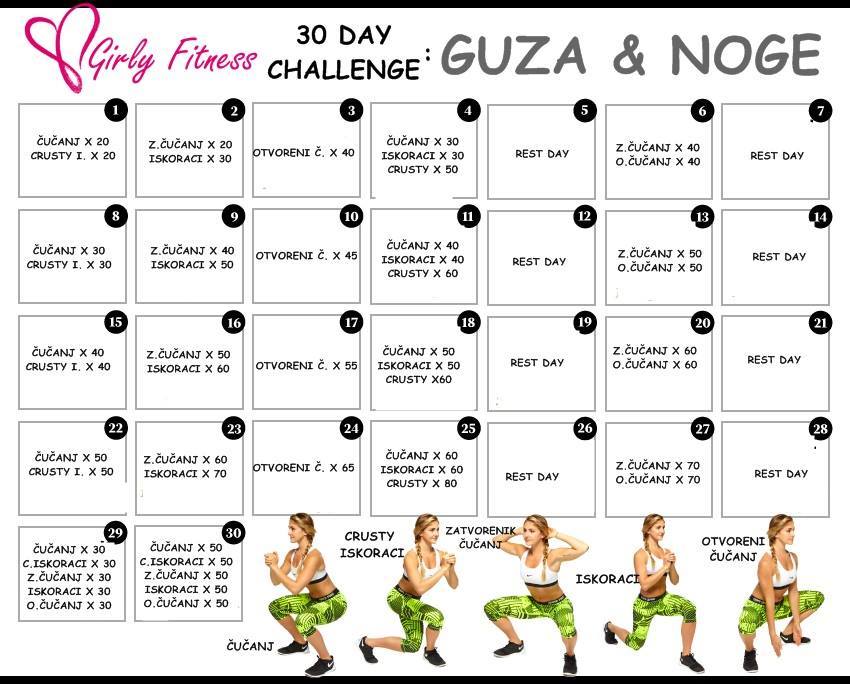 Girly Fitness
30 DAY
CHALLENGE :
GUZA & NOGE
1
ČUČANJ X 20
CRUSTY I. X 20
2
Z.ČUČANJ X 20
ISKORACI X 30
3
OTVORENI Č. X 40
4
ČUČANJ X 30
ISKORACI X 30
CRUSTY X 50
5
REST DAY
6
Z.ČUČANJ X 40
O.ČUČANJ X 40
7
REST DAY
8
ČUČANJ X 30
CRUSTY I. X 30
9
Z.ČUČANJ X 40
ISKORACI X 50
10
OTVORENI Č. X 45
11
ČUČANJ X 40
ISKORACI X 40
CRUSTY X 60
12
REST DAY
13
Z.ČUČANJ X 50
O.ČUČANJ X 50
14
REST DAY
15
ČUČANJ X 40
CRUSTY I. X 40
16
Z.ČUČANJ X 50
ISKORACI X 60
17
OTVORENI Č. X 55
18
ČUČANJ X 50
ISKORACI X 50
CRUSTY X60
19
REST DAY
20
Z.ČUČANJ X 60
O.ČUČANJ X 60
21
REST DAY
22
ČUČANJ X 50
CRUSTY I. X 50
23
Z.ČUČANJ X 60
ISKORACI X 70
24
OTVORENI Č. X 65
25
ČUČANJ X 60
ISKORACI X 60
CRUSTY X 80
26
REST DAY
27
Z.ČUČANJ X 70
O.ČUČANJ X 70
28
REST DAY
29
ČUČANJ X 30
C.ISKORACI X 30
Z.ČUČANJ X 30
ISKORACI X 30
O.ČUČANJ X 30
30
ČUČANJ X 50
C.ISKORACI X 50
Z.ČUČANJ X 50
ISKORACI X 50
O.ČUČANJ X 50
ČUČANJ
CRUSTY
ISKORACI
ZATVORENIK
ČUČANJ
ISKORACI
OTVORENI
ČUČANJ